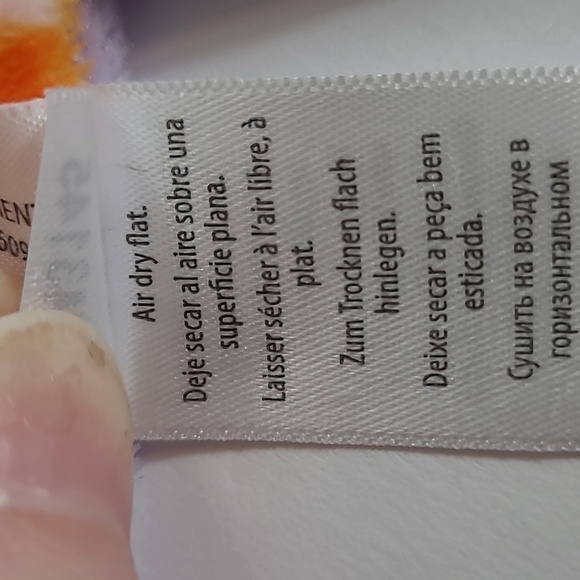 Air dry flat.
Deje secar al aire sobre una
superficie plana.
Laisser sécher à l'air libre, à
plat.
Zum Trocknen flach
hinlegen.
Deixe secar a peça bem
esticada.
Сушить на воздухе в
горизонтальном